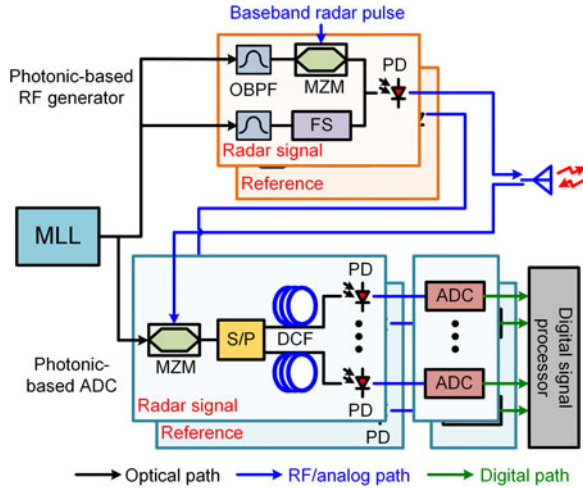 Baseband radar pulse
Photonic-based
RF generator
OBPF
MZM
PD
FS
Radar signal
Reference
MLL
PD
S/P
DCF
ADC
MZM
Photonic-
based ADC
ADC
Radar signal
PD
Reference
PD
Digital signal
processor
Optical path
RF/analog path
Digital path